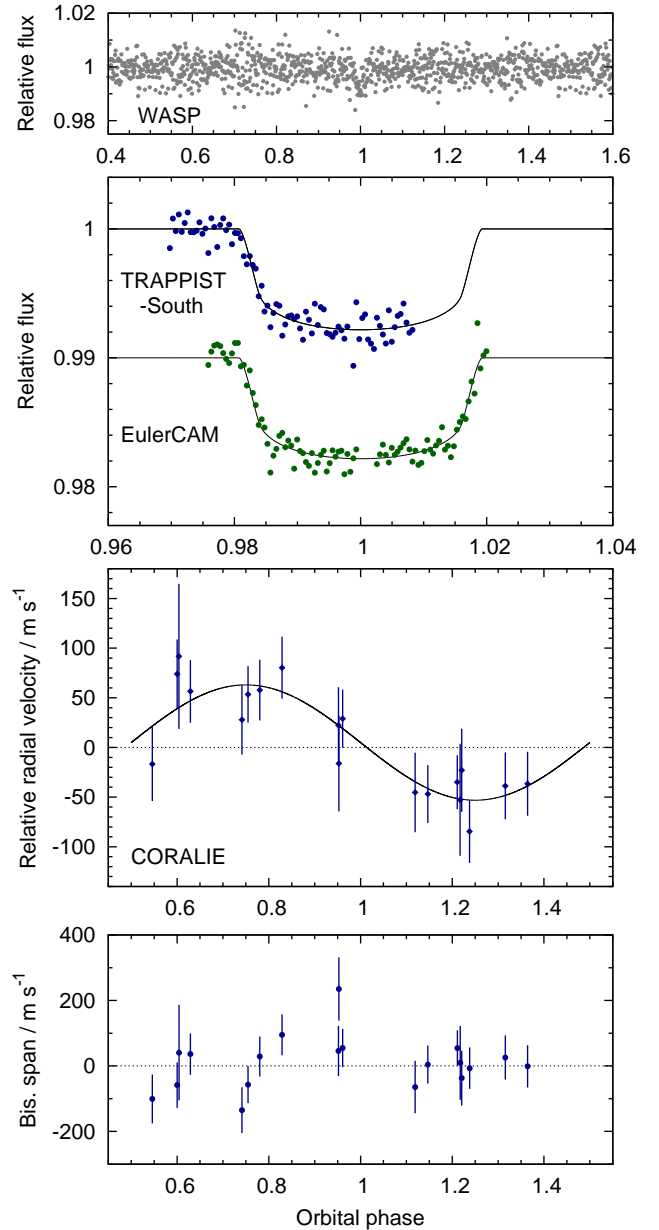 1.02
1
0.98
Relative flux
WASP
0.4 0.6 0.8 1 1.2 1.4 1.6
1
0.99
0.98
Relative flux
TRAPPIST
-South
EulerCAM
0.96 0.98 1 1.02 1.04
150
100
50
0
-50
-100
Relative radial velocity / m s⁻¹
CORALIE
0.6 0.8 1 1.2 1.4
400
200
0
-200
Bis. span / m s⁻¹
0.6 0.8 1 1.2 1.4
Orbital phase